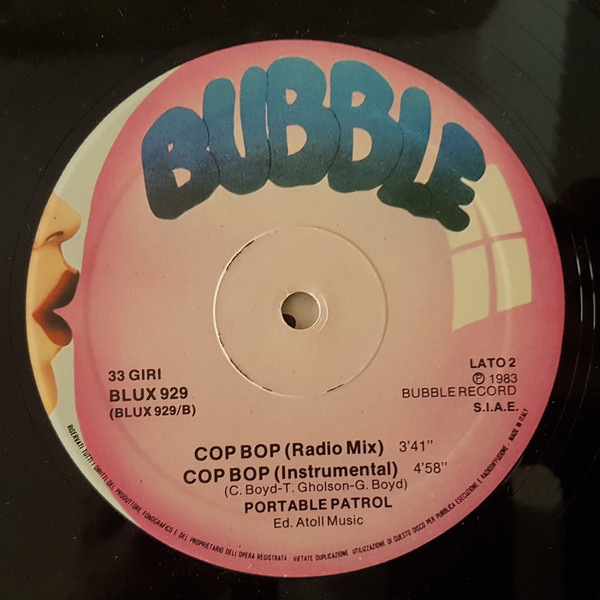 BUBBLE
33 GIRI
BLUX 929
(BLUX 929/B)
LATO 2
Ⓟ 1983
BUBBLE RECORD
S.I.A.E.
COP BOP (Radio Mix) 3'41"
COP BOP (Instrumental) 4'58"
(C. Boyd-T. Gholson-G. Boyd)
PORTABLE PATROL
Ed. Atoll Music
RISERVATI TUTTI I DIRITTI DEL PRODUTTORE FONOGRAFICO E DEL PROPRIETARIO DELL'OPERA REGISTRATA. VIETATE DUPLICAZIONE, UTILIZZAZIONE DI QUESTO DISCO PER PUBBLICA ESECUZIONE E RADIODIFFUSIONE - MADE IN ITALY